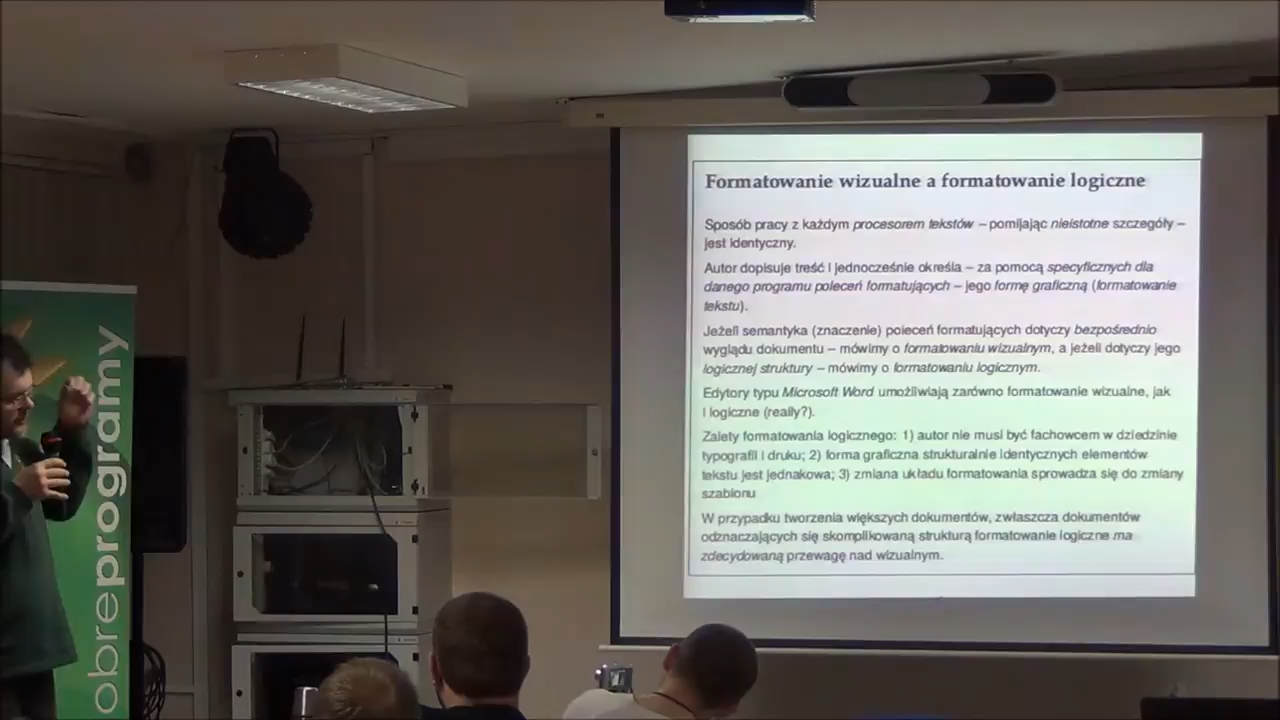 Formatowanie wizualne a formatowanie logiczne
Sposób pracy z każdym procesorem tekstów – pomijając nieistotne szczegóły –
jest identyczny.
Autor dopisuje treść i jednocześnie określa – za pomocą specyficznych dla
danego programu poleceń formatujących – jego formę graficzną (formatowanie
tekstu).
Jeżeli semantyka (znaczenie) poleceń formatujących dotyczy bezpośrednio
wyglądu dokumentu – mówimy o formatowaniu wizualnym, a jeżeli dotyczy jego
logicznej struktury – mówimy o formatowaniu logicznym.
Edytory typu Microsoft Word umożliwiają zarówno formatowanie wizualne, jak
i logiczne (really?).
Zalety formatowania logicznego: 1) autor nie musi być fachowcem w dziedzinie
typografii i druku; 2) forma graficzna strukturalnie identycznych elementów
tekstu jest jednakowa; 3) zmiana układu formatowania sprowadza się do zmiany
szablonu
W przypadku tworzenia większych dokumentów, zwłaszcza dokumentów
odznaczających się skomplikowaną strukturą formatowanie logiczne ma
zdecydowaną przewagę nad wizualnym.
obreprogramy